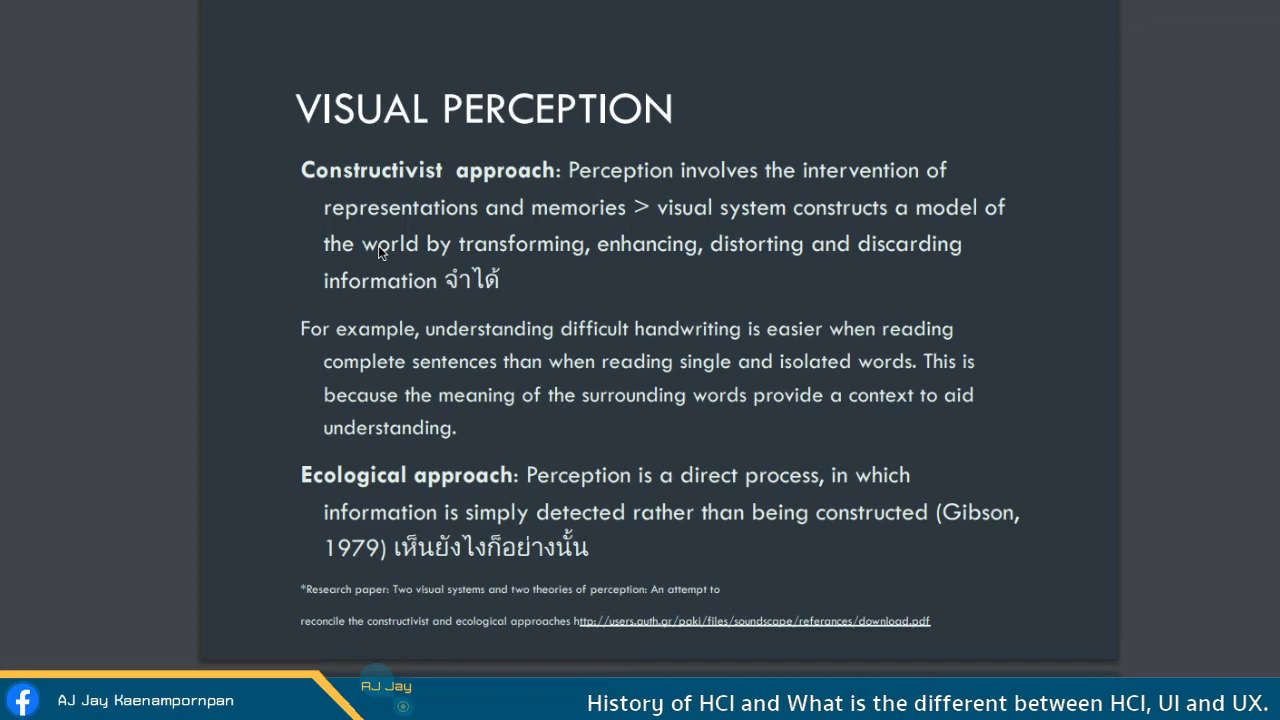 VISUAL PERCEPTION
Constructivist approach: Perception involves the intervention of
representations and memories > visual system constructs a model of
the world by transforming, enhancing, distorting and discarding
information จำได้
For example, understanding difficult handwriting is easier when reading
complete sentences than when reading single and isolated words. This is
because the meaning of the surrounding words provide a context to aid
understanding.
Ecological approach: Perception is a direct process, in which
information is simply detected rather than being constructed (Gibson,
1979) เห็นยังไงก็อย่างนั้น
*Research paper: Two visual systems and two theories of perception: An attempt to
reconcile the constructivist and ecological approaches http://users.auth.gr/paki/files/soundscape/referances/download.pdf
AJ Jay Kaenampornpan
AJ Jay
History of HCI and What is the different between HCI, UI and UX.